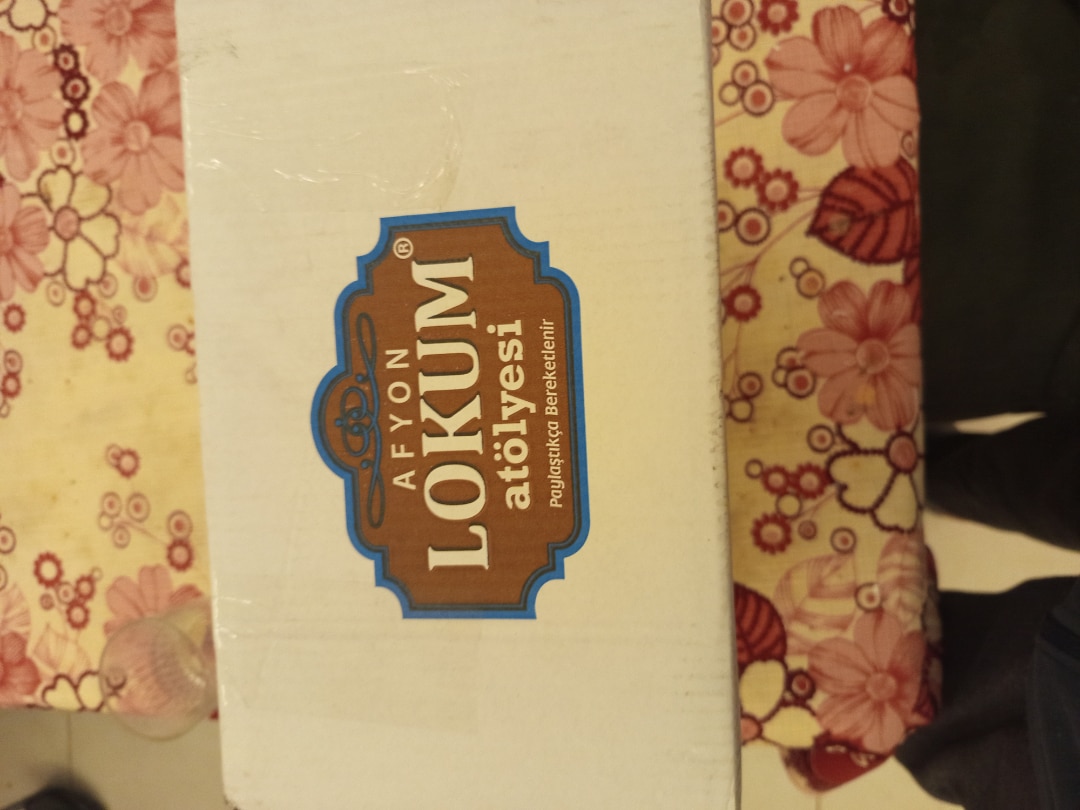 AFYON
LOKUM®
atölyesi
Paylaştıkça Bereketlenir